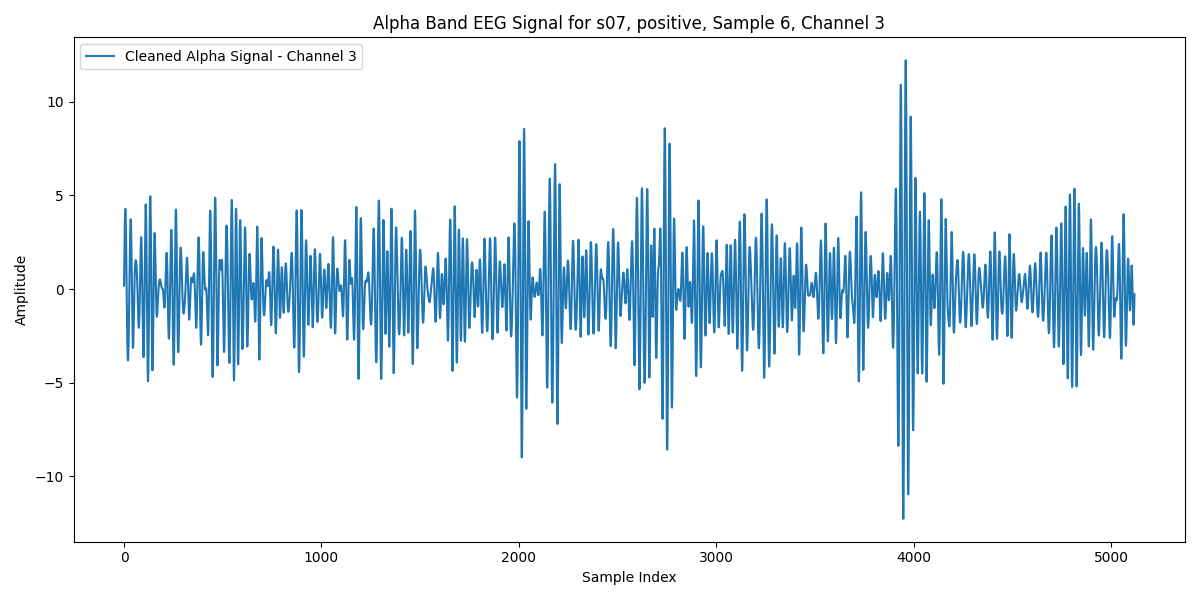 Alpha Band EEG Signal for s07, positive, Sample 6, Channel 3
Cleaned Alpha Signal - Channel 3
Amplitude
10
5
0
−5
−10
0 1000 2000 3000 4000 5000
Sample Index